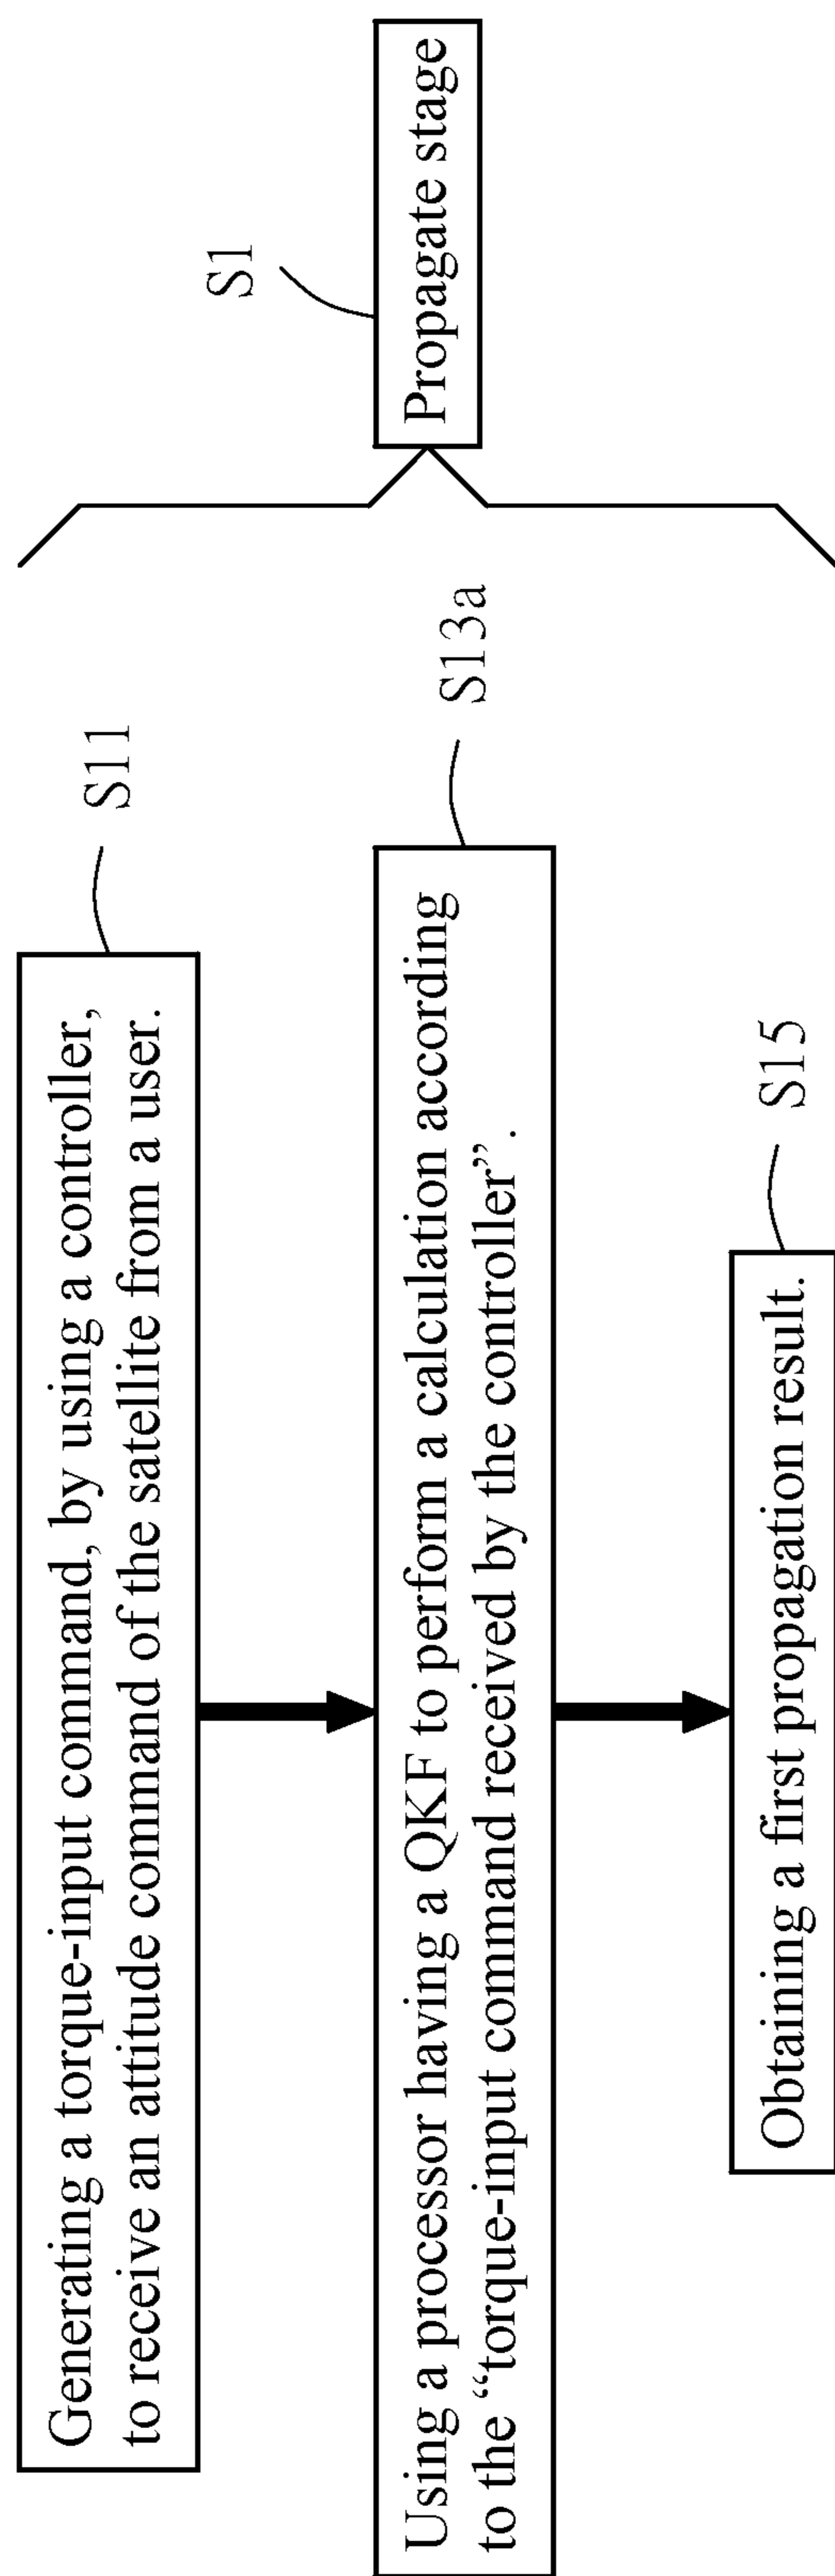 Generating a torque-input command, by using a controller,
to receive an attitude command of the satellite from a user.
S11
Using a processor having a QKF to perform a calculation according
to the “torque-input command received by the controller”.
S13a
Obtaining a first propagation result.
S15
S1
Propagate stage